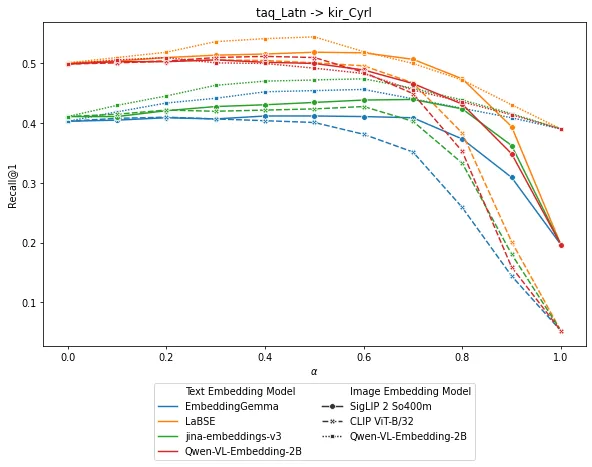 taq_Latn -> kir_Cyrl
Recall@1
0.5
0.4
0.3
0.2
0.1
0.0 0.2 0.4 0.6 0.8 1.0
α
Text Embedding Model
EmbeddingGemma
LaBSE
jina-embeddings-v3
Qwen-VL-Embedding-2B
Image Embedding Model
SigLIP 2 So400m
CLIP ViT-B/32
Qwen-VL-Embedding-2B